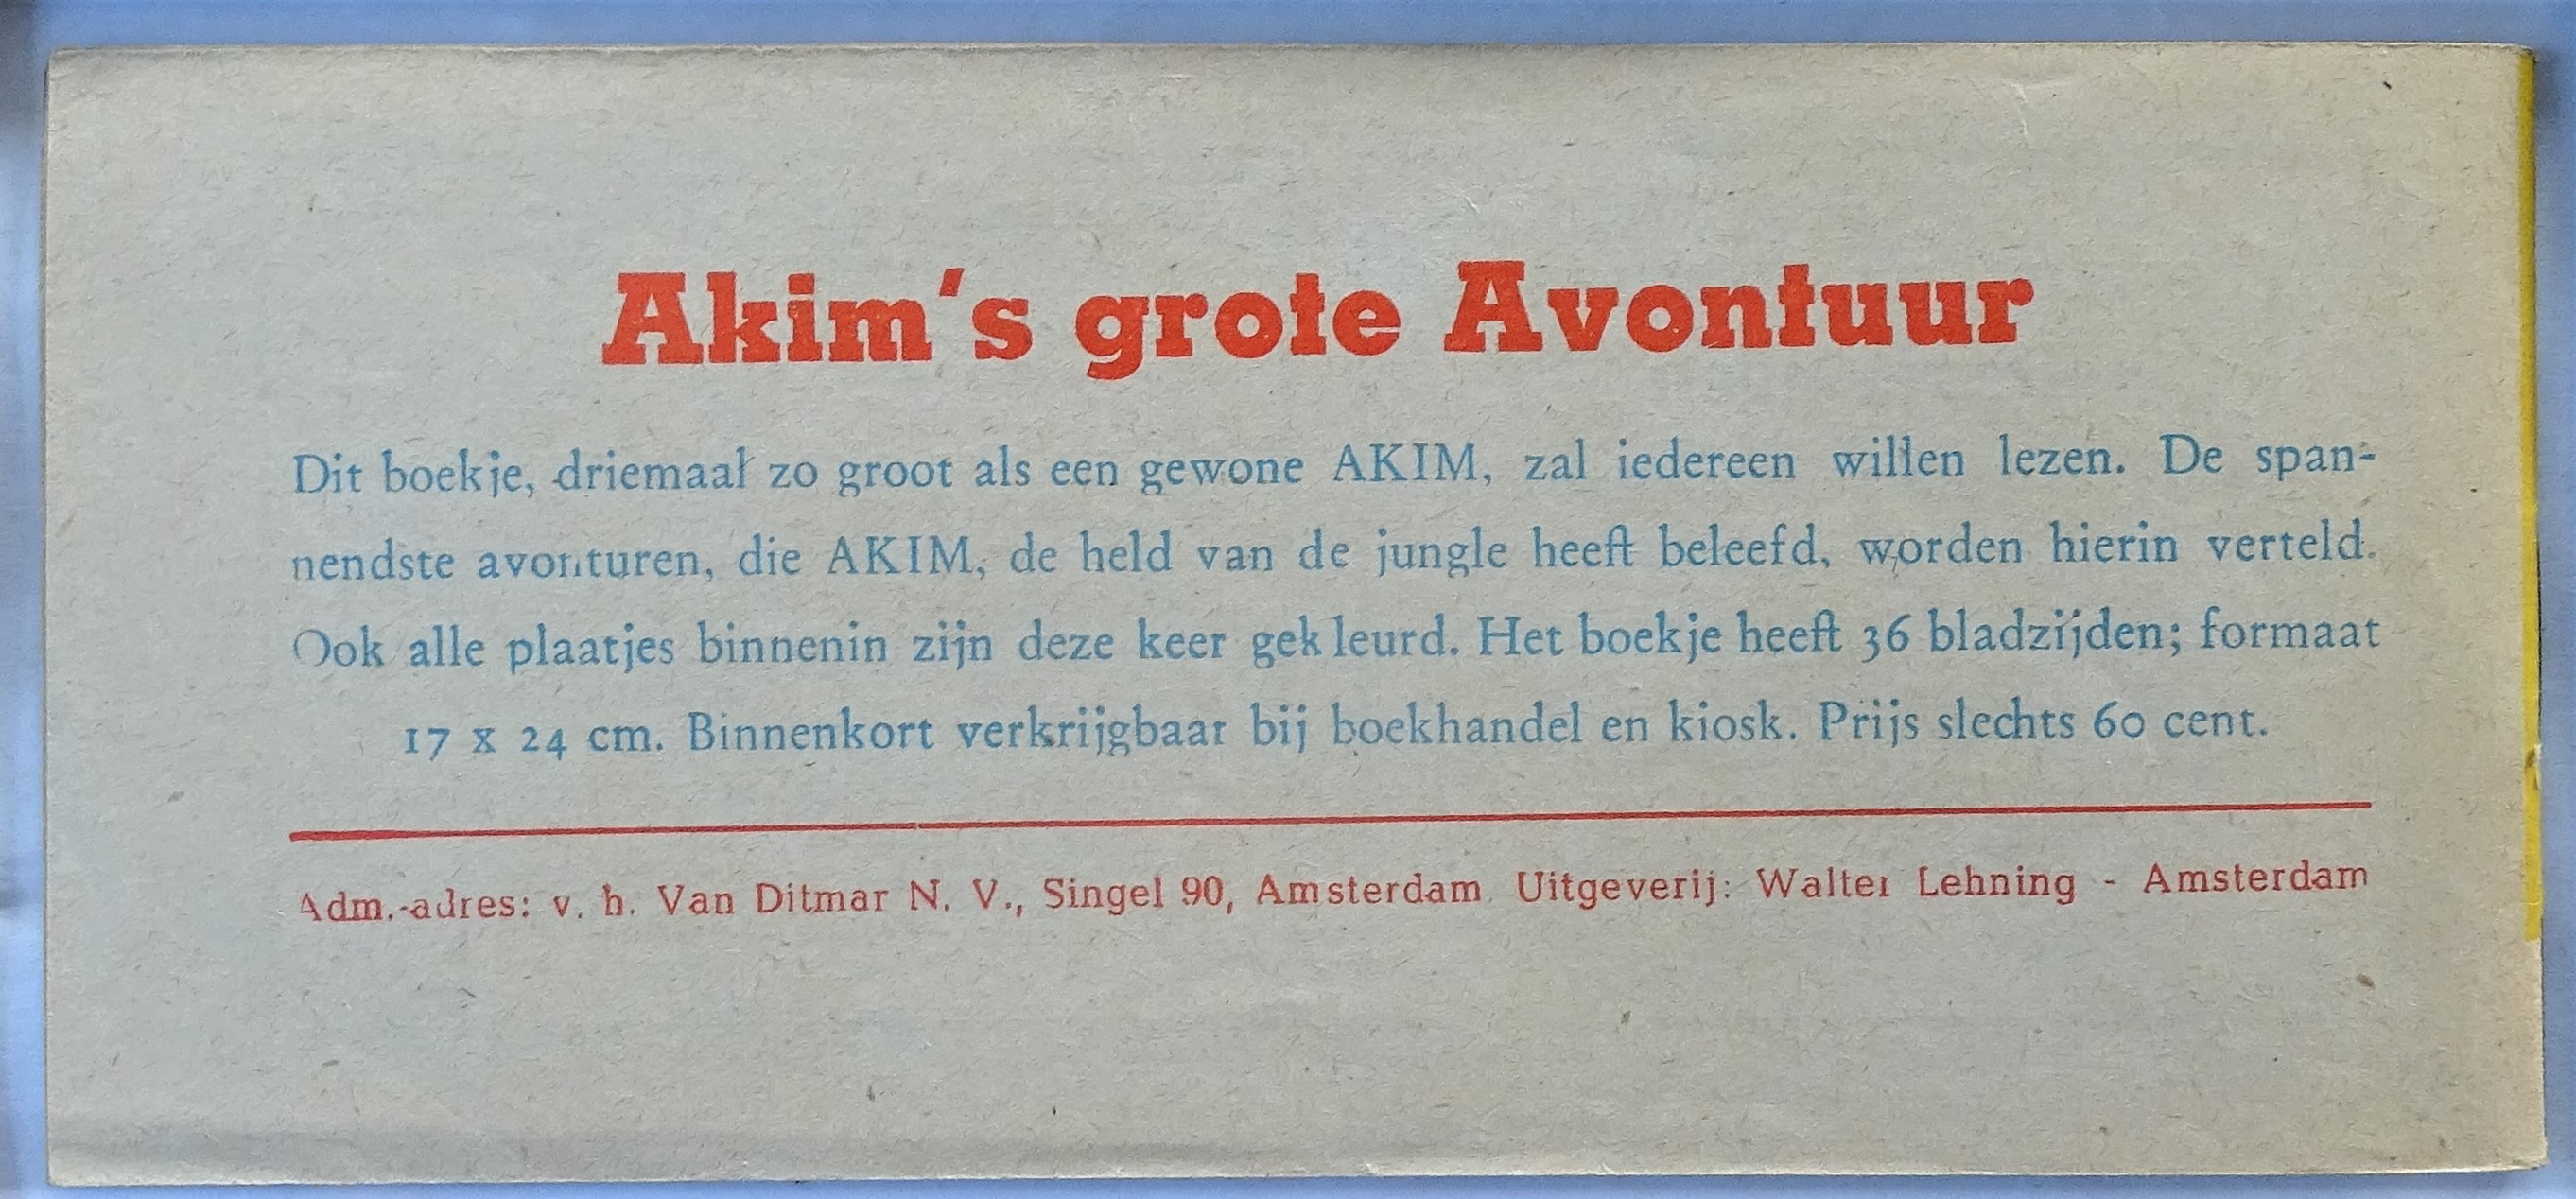 Akim's grote Avontuur
Dit boekje, driemaal zo groot als een gewone AKIM, zal iedereen willen lezen. De span-
nendste avonturen, die AKIM, de held van de jungle heeft beleefd, worden hierin verteld.
Ook alle plaatjes binnenin zijn deze keer gekleurd. Het boekje heeft 36 bladzijden; formaat
17 x 24 cm. Binnenkort verkrijgbaar bij boekhandel en kiosk. Prijs slechts 60 cent.
Adm.-adres: v. h. Van Ditmar N. V., Singel 90, Amsterdam. Uitgeverij: Walter Lehning - Amsterdam